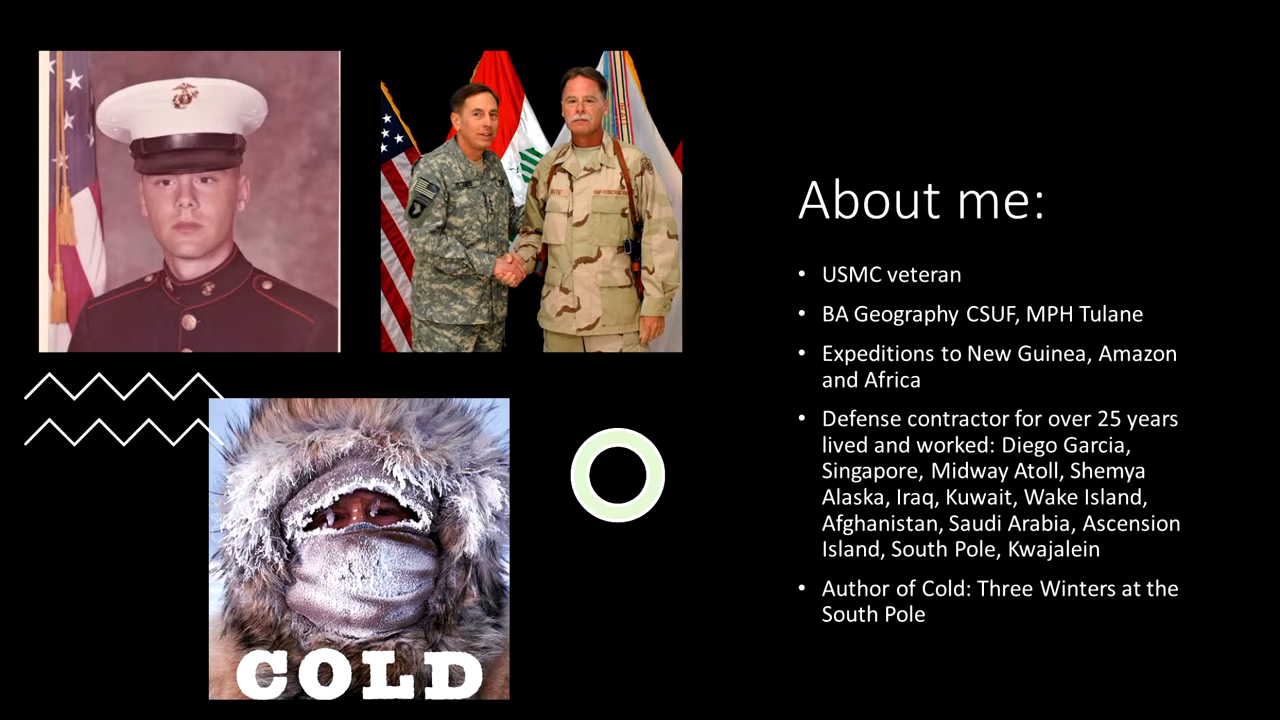 About me:
• USMC veteran
• BA Geography CSUF, MPH Tulane
• Expeditions to New Guinea, Amazon
and Africa
• Defense contractor for over 25 years
lived and worked: Diego Garcia,
Singapore, Midway Atoll, Shemya
Alaska, Iraq, Kuwait, Wake Island,
Afghanistan, Saudi Arabia, Ascension
Island, South Pole, Kwajalein
• Author of Cold: Three Winters at the
South Pole
COLD